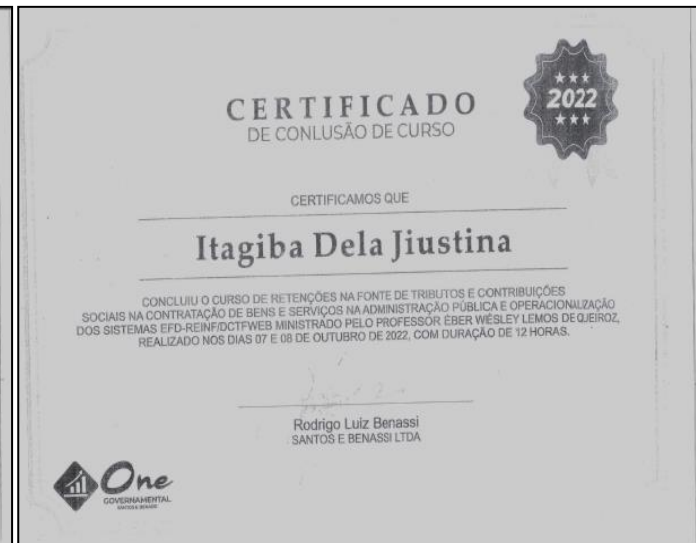 CERTIFICADO
DE CONLUSÃO DE CURSO
2022
CERTIFICAMOS QUE
Itagiba Dela Jiustina
CONCLUIU O CURSO DE RETENÇÕES NA FONTE DE TRIBUTOS E CONTRIBUIÇÕES
SOCIAIS NA CONTRATAÇÃO DE BENS E SERVIÇOS NA ADMINISTRAÇÃO PÚBLICA E OPERACIONALIZAÇÃO
DOS SISTEMAS EFD-REINF/DCTFWEB MINISTRADO PELO PROFESSOR ÉBER WÉSLEY LEMOS DE QUEIROZ,
REALIZADO NOS DIAS 07 E 08 DE OUTUBRO DE 2022, COM DURAÇÃO DE 12 HORAS.
Rodrigo Luiz Benassi
SANTOS E BENASSI LTDA
One
GOVERNAMENTAL
SANTOS E BENASSI